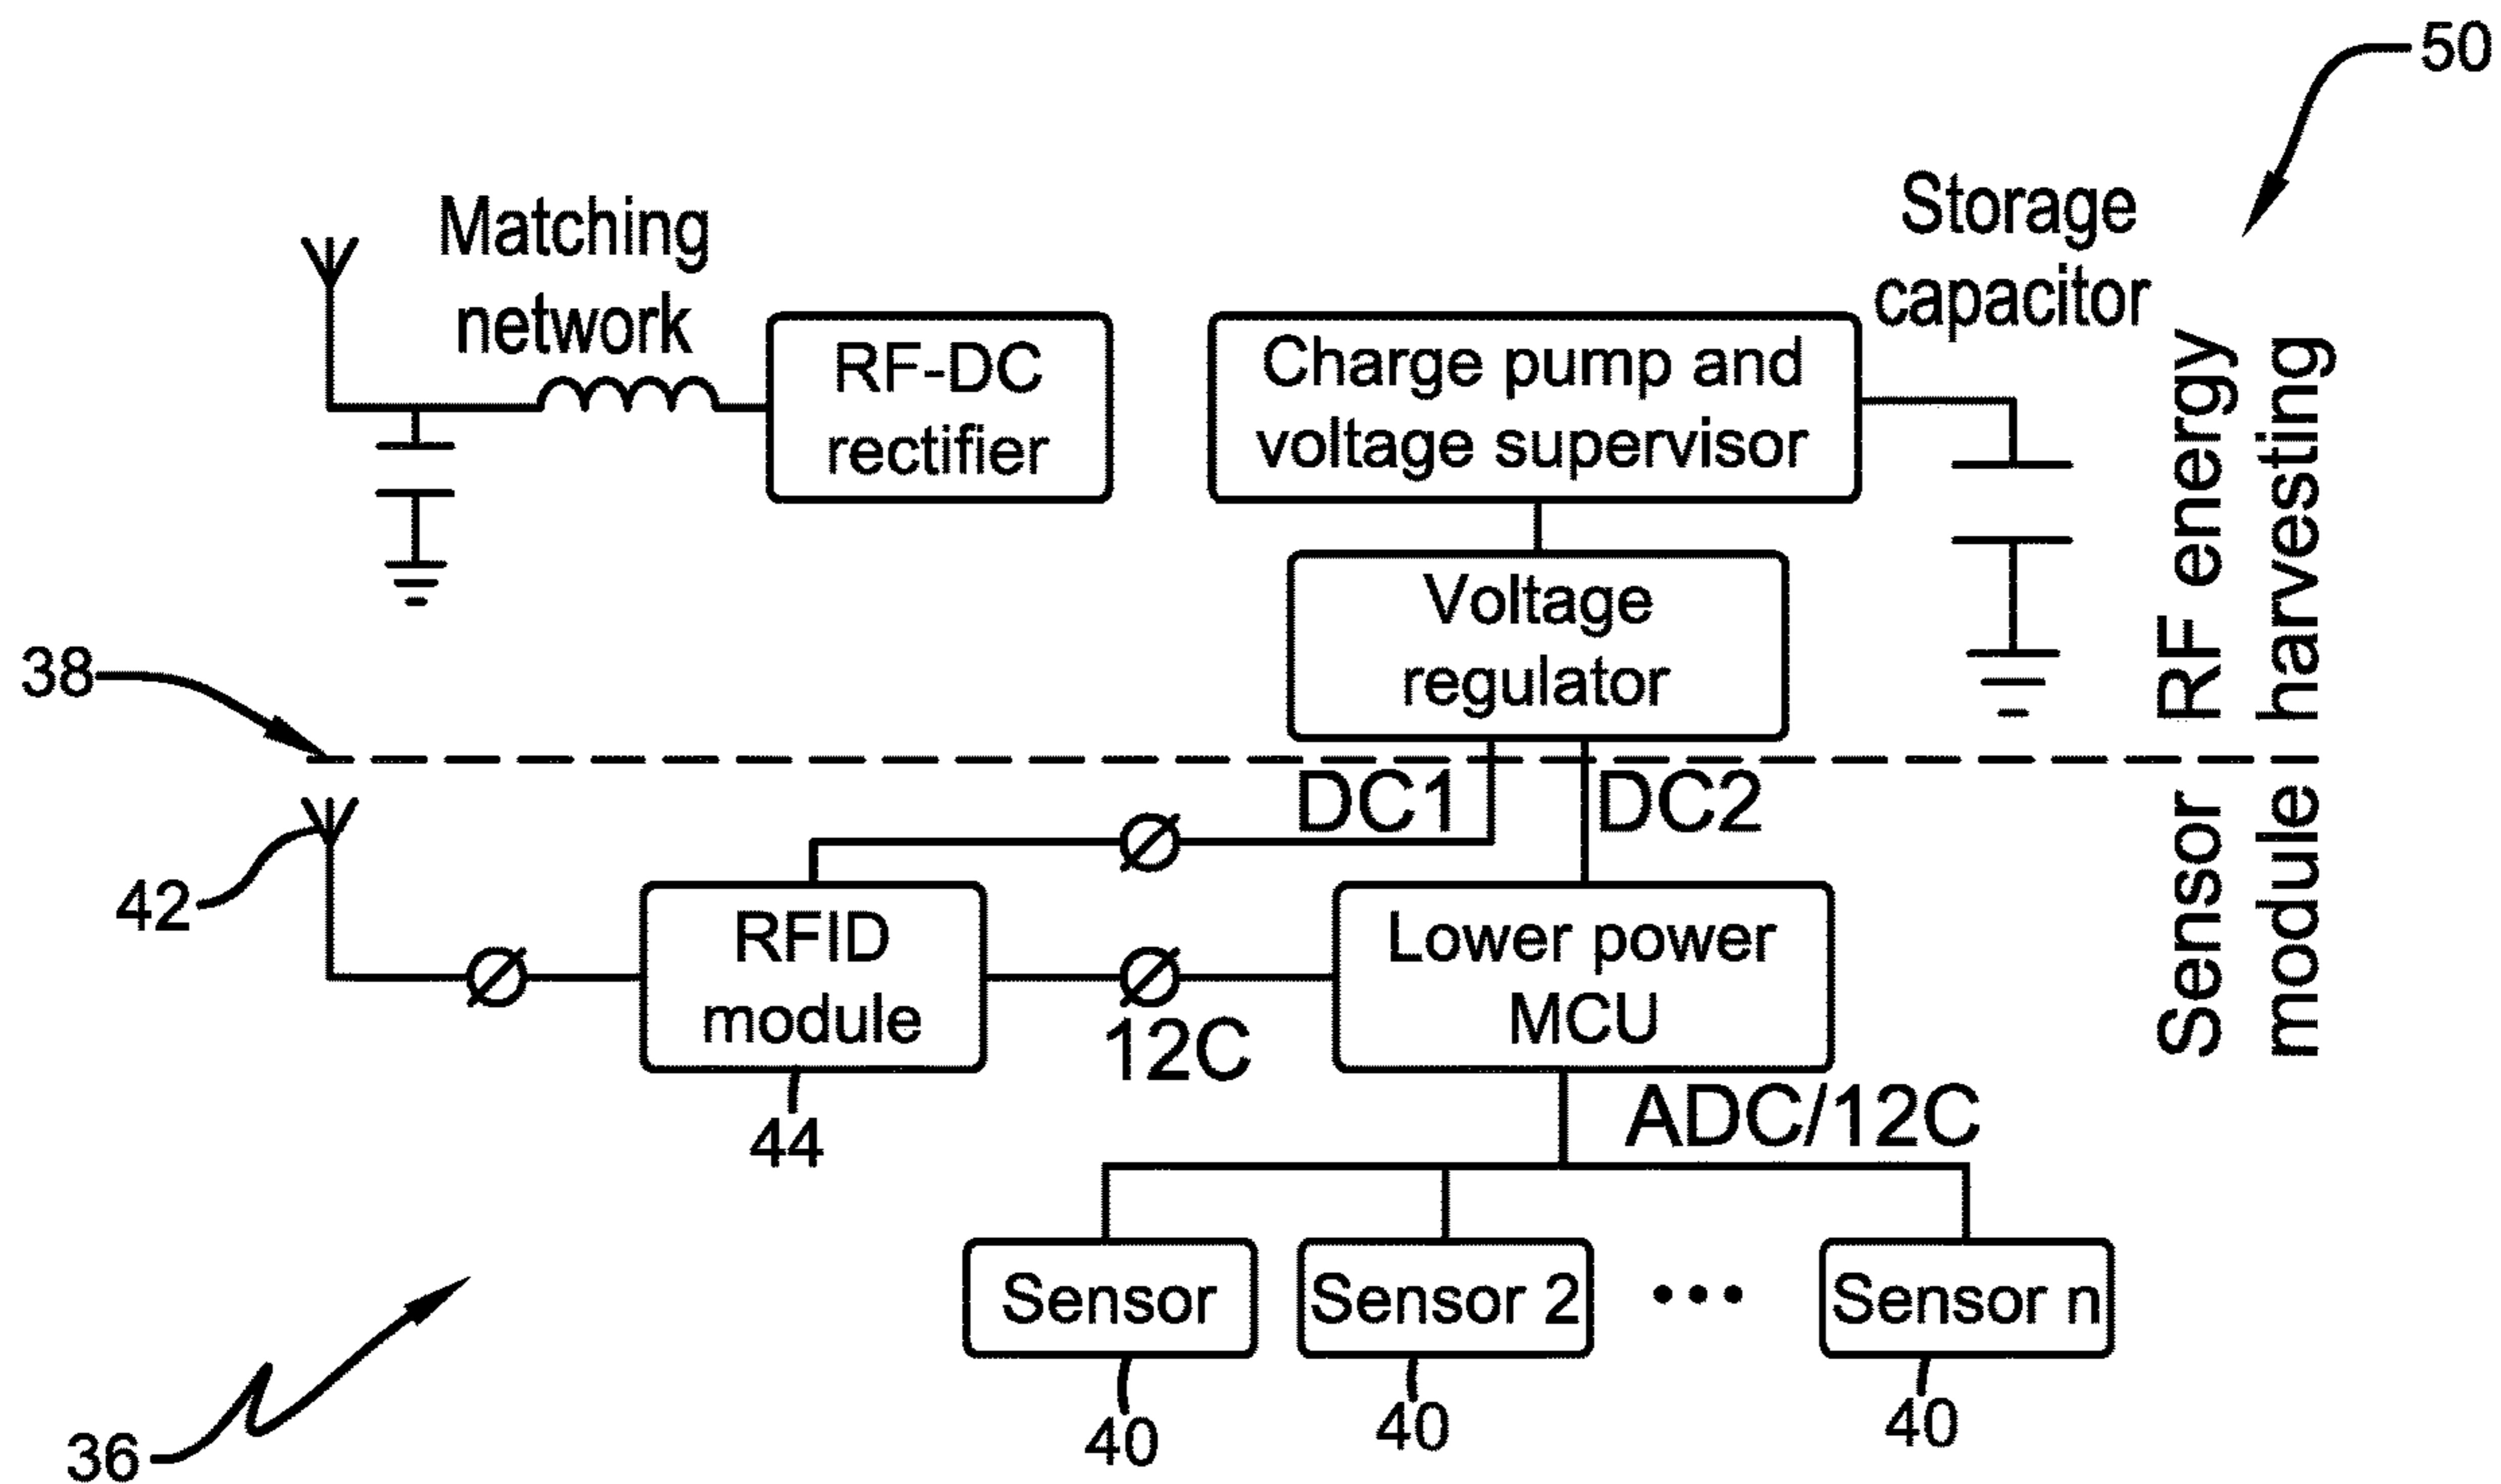 50
Matching
network
Storage
capacitor
RF-DC
rectifier
Charge pump and
voltage supervisor
RF energy
harvesting
Voltage
regulator
38
DC1
DC2
42
RFID
module
12C
Lower power
MCU
Sensor
module
44
ADC/12C
Sensor
Sensor 2
Sensor n
40
40
40
36